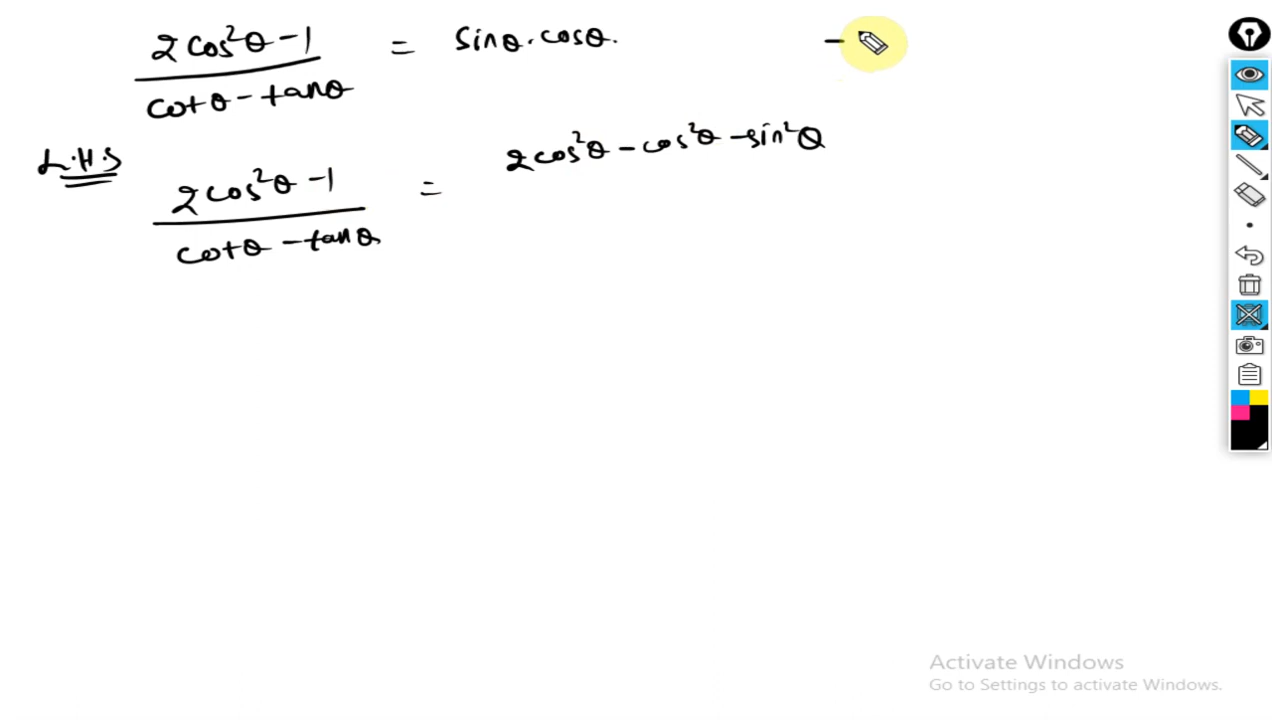 2cos²θ - 1 = sinθ·cosθ. -
cotθ - tanθ
L.H.S
2cos²θ - cos²θ - sin²θ
2cos²θ - 1 =
cotθ - tanθ
Activate Windows
Go to Settings to activate Windows.